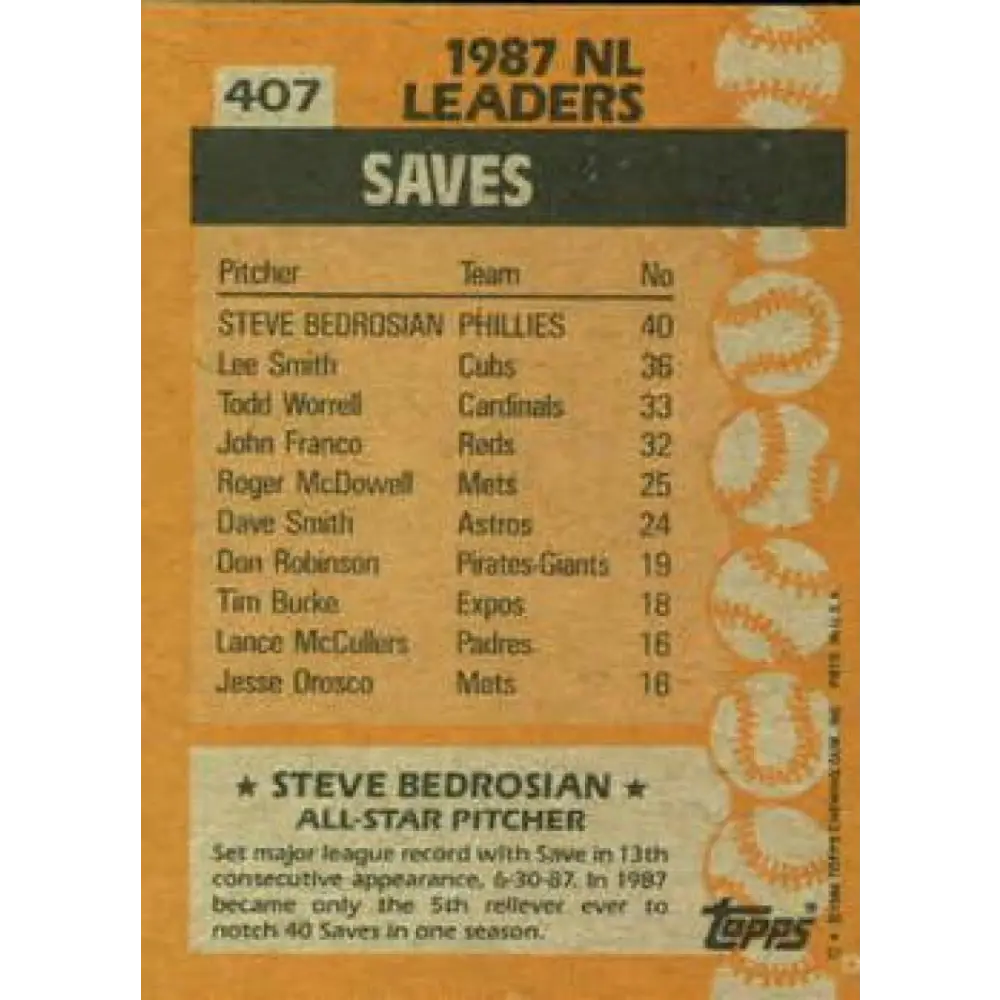 407
1987 NL
LEADERS
SAVES
Pitcher Team No
STEVE BEDROSIAN PHILLIES 40
Lee Smith Cubs 36
Todd Worrell Cardinals 33
John Franco Reds 32
Roger McDowell Mets 25
Dave Smith Astros 24
Don Robinson Pirates-Giants 19
Tim Burke Expos 18
Lance McCullers Padres 16
Jesse Orosco Mets 16
★ STEVE BEDROSIAN ★
ALL-STAR PITCHER
Set major league record with Save in 13th
consecutive appearance, 6-30-87. In 1987
became only the 5th reliever ever to
notch 40 Saves in one season.
Topps®